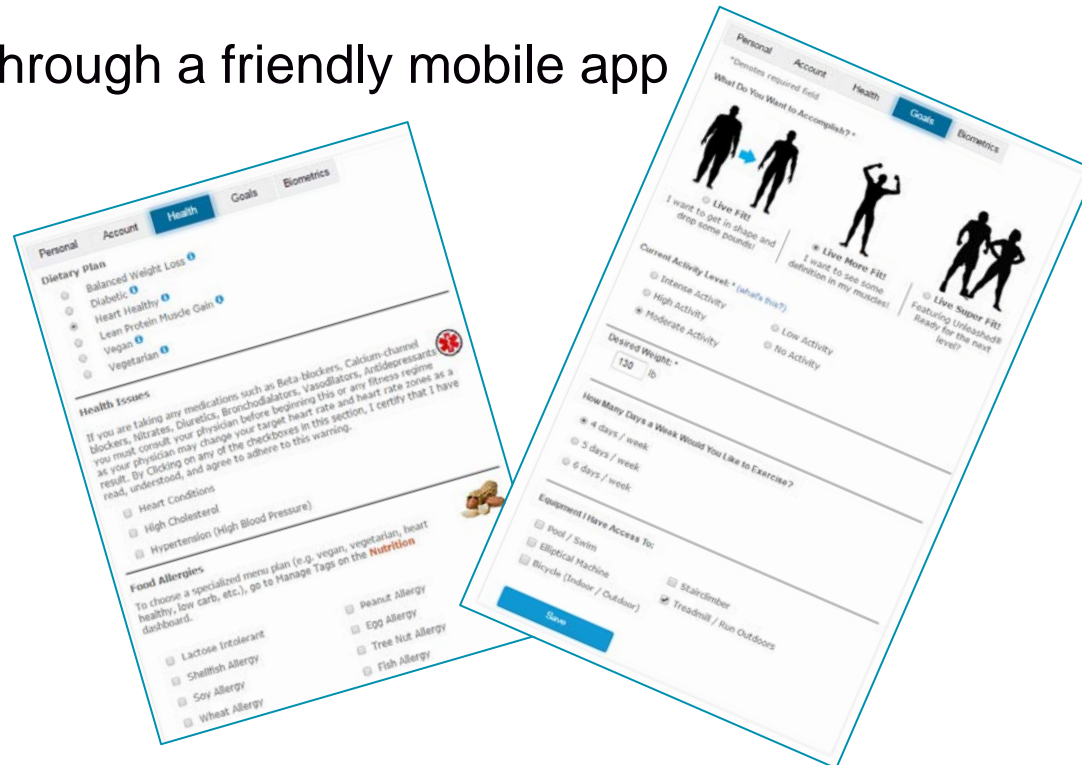 hrough a friendly mobile app
Personal Account Health Goals Biometrics
Dietary Plan
Balanced Weight Loss
Diabetic
Heart Healthy
Lean Protein Muscle Gain
Vegan
Vegetarian
Health Issues
If you are taking any medications such as Beta-blockers, Calcium-channel
blockers, Nitrates, Diuretics, Bronchodialators, Vasodilators, Antidepressants
you must consult your physician before beginning this or any fitness regime
as your physician may change your target heart rate and heart rate zones as a
result. By Clicking on any of the checkboxes in this section, I certify that I have
read, understood, and agree to adhere to this warning.
Heart Conditions
High Cholesterol
Hypertension (High Blood Pressure)
Food Allergies
To choose a specialized menu plan (e.g. vegan, vegetarian, heart
healthy, low carb, etc.), go to Manage Tags on the Nutrition
dashboard.
Lactose Intolerant
Shellfish Allergy
Soy Allergy
Wheat Allergy
Peanut Allergy
Egg Allergy
Tree Nut Allergy
Fish Allergy
Personal Account Health Goals Biometrics
*Denotes required field
What Do You Want to Accomplish? *
Live Fit!
I want to get in shape and
drop some pounds!
Live More Fit!
I want to see some
definition in my muscles!
Live Super Fit!
Featuring Unleashed®
Ready for the next
level?
Current Activity Level: * (what's this?)
Intense Activity
High Activity
Moderate Activity
Low Activity
No Activity
Desired Weight: *
130 lb
How Many Days a Week Would You Like to Exercise?
4 days / week
5 days / week
6 days / week
Equipment I Have Access To:
Pool / Swim
Elliptical Machine
Bicycle (Indoor / Outdoor)
Stairclimber
Treadmill / Run Outdoors
Save